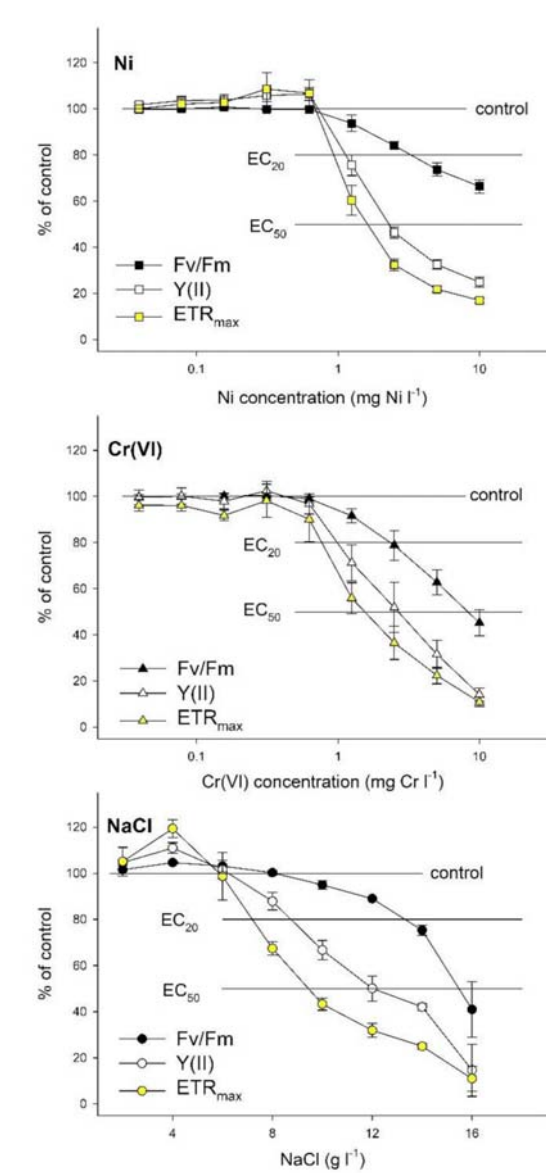 Ni
120
100
80
60
40
20
0
% of control
control
EC20
EC50
Fv/Fm
Y(II)
ETRmax
0.1
1
10
Ni concentration (mg Ni l-1)
Cr(VI)
120
100
80
60
40
20
0
% of control
control
EC20
EC50
Fv/Fm
Y(II)
ETRmax
0.1
1
10
Cr(VI) concentration (mg Cr l-1)
NaCl
120
100
80
60
40
20
0
% of control
control
EC20
EC50
Fv/Fm
Y(II)
ETRmax
4
8
12
16
NaCl (g l-1)